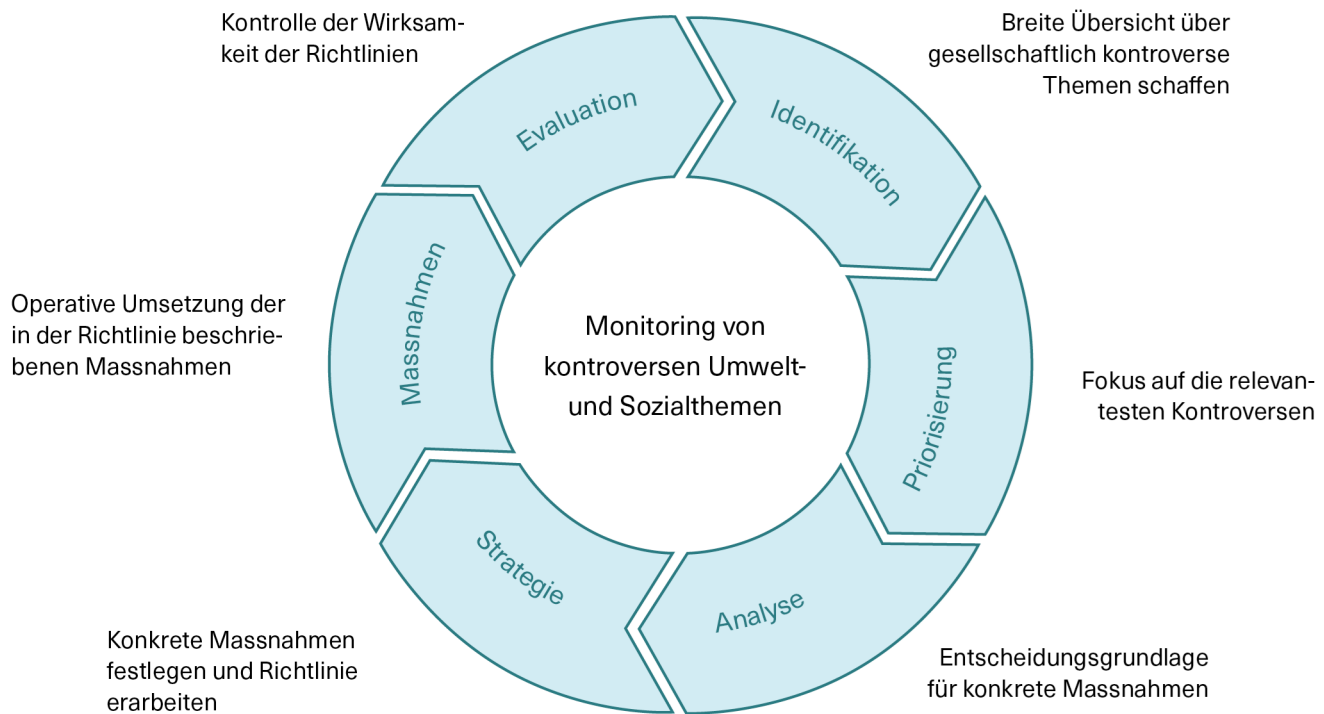 Kontrolle der Wirksam-
keit der Richtlinien
Breite Übersicht über
gesellschaftlich kontroverse
Themen schaffen
Evaluation
Identifikation
Massnahmen
Operative Umsetzung der
in der Richtlinie beschrie-
benen Massnahmen
Monitoring von
kontroversen Umwelt-
und Sozialthemen
Priorisierung
Fokus auf die relevan-
testen Kontroversen
Strategie
Analyse
Konkrete Massnahmen
festlegen und Richtlinie
erarbeiten
Entscheidungsgrundlage
für konkrete Massnahmen